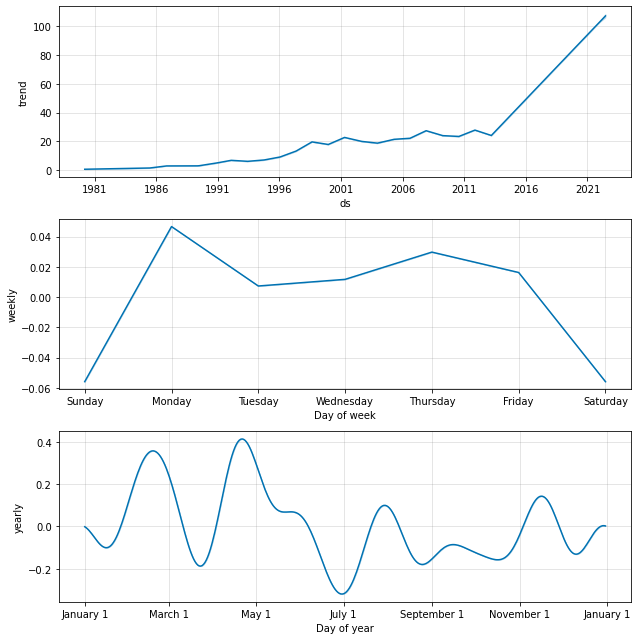 100
80
60
40
20
0
trend
1981 1986 1991 1996 2001 2006 2011 2016 2021
ds
0.04
0.02
0.00
−0.02
−0.04
−0.06
weekly
Sunday Monday Tuesday Wednesday Thursday Friday Saturday
Day of week
0.4
0.2
0.0
−0.2
yearly
January 1 March 1 May 1 July 1 September 1 November 1 January 1
Day of year